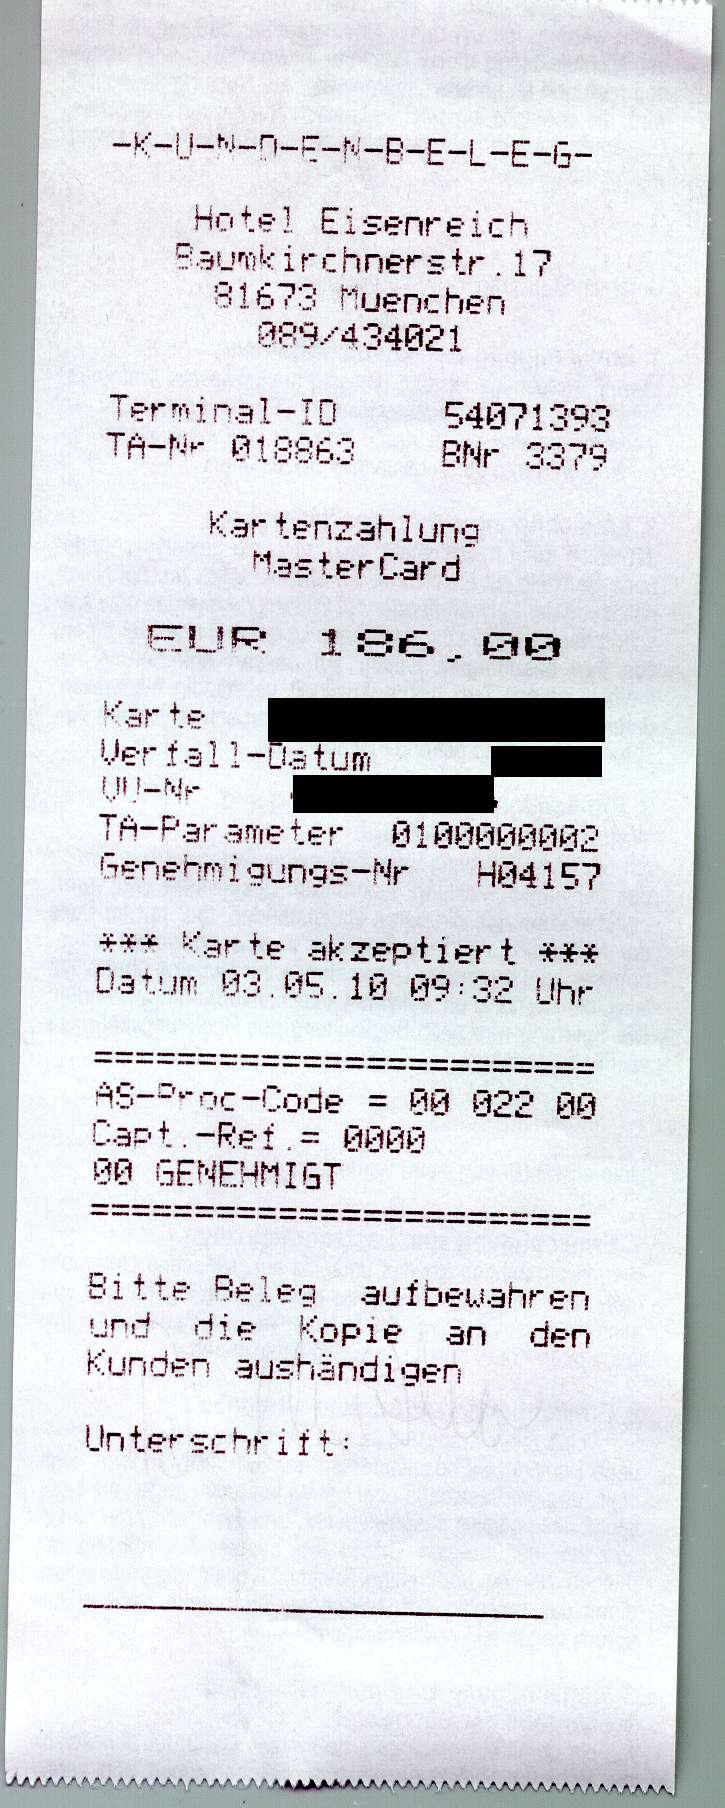 -K-U-N-D-E-N-B-E-L-E-G-
Hotel Eisenreich
Baumkirchnerstr.17
81673 Muenchen
089/434021
Terminal-ID 54071393
TA-Nr 018863 BNr 3379
Kartenzahlung
MasterCard
EUR 186,00
Karte
Verfall-Datum
VU-Nr
TA-Parameter 0100000002
Genehmigungs-Nr H04157
*** Karte akzeptiert ***
Datum 03.05.10 09:32 Uhr
========================
AS-Proc-Code = 00 022 00
Capt.-Ref.= 0000
00 GENEHMIGT
========================
Bitte Beleg aufbewahren
und die Kopie an den
Kunden aushändigen
Unterschrift: